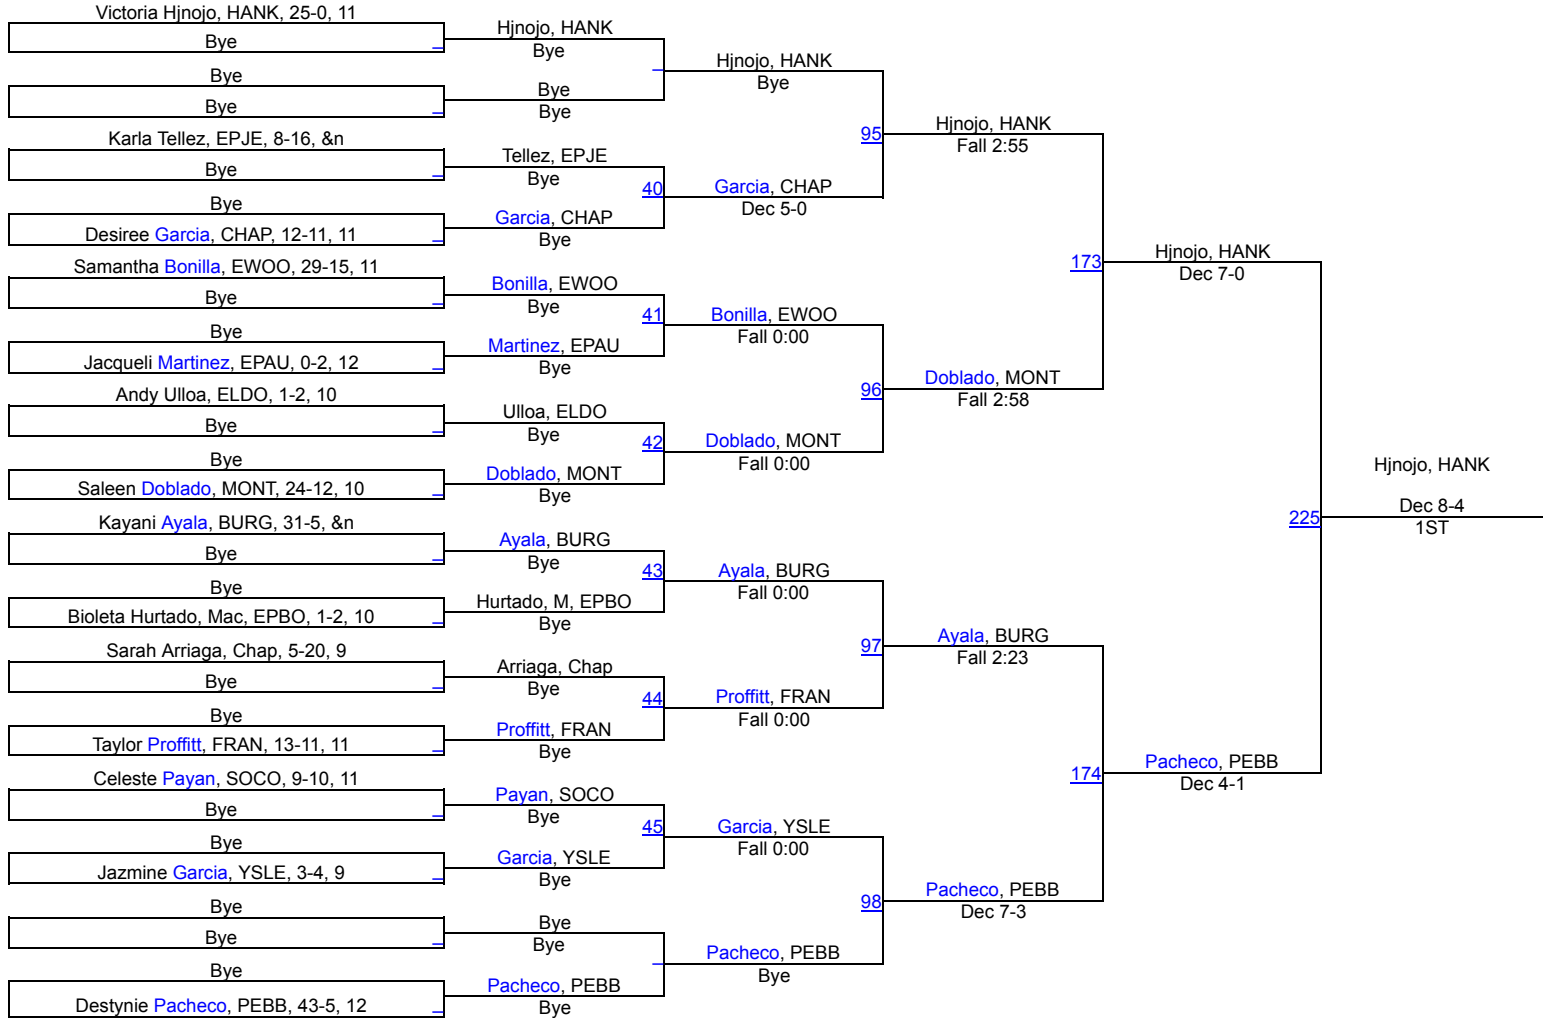 Victoria Hjnojo, HANK, 25-0, 11
Bye
Bye
Bye
Karla Tellez, EPJE, 8-16, &n
Bye
Bye
Desiree Garcia, CHAP, 12-11, 11
Samantha Bonilla, EWOO, 29-15, 11
Bye
Bye
Jacqueli Martinez, EPAU, 0-2, 12
Andy Ulloa, ELDO, 1-2, 10
Bye
Bye
Saleen Doblado, MONT, 24-12, 10
Kayani Ayala, BURG, 31-5, &n
Bye
Bye
Bioleta Hurtado, Mac, EPBO, 1-2, 10
Sarah Arriaga, Chap, 5-20, 9
Bye
Bye
Taylor Proffitt, FRAN, 13-11, 11
Celeste Payan, SOCO, 9-10, 11
Bye
Bye
Jazmine Garcia, YSLE, 3-4, 9
Bye
Bye
Bye
Destynie Pacheco, PEBB, 43-5, 12
Hjnojo, HANK
Bye
Bye
Bye
Tellez, EPJE
Bye
40
Garcia, CHAP
Bye
Bonilla, EWOO
Bye
41
Martinez, EPAU
Bye
Ulloa, ELDO
Bye
42
Doblado, MONT
Bye
Ayala, BURG
Bye
43
Hurtado, M, EPBO
Bye
Arriaga, Chap
Bye
44
Proffitt, FRAN
Bye
Payan, SOCO
Bye
45
Garcia, YSLE
Bye
Bye
Bye
Pacheco, PEBB
Bye
Hjnojo, HANK
Bye
95
Garcia, CHAP
Dec 5-0
Bonilla, EWOO
Fall 0:00
96
Doblado, MONT
Fall 0:00
Ayala, BURG
Fall 0:00
97
Proffitt, FRAN
Fall 0:00
Garcia, YSLE
Fall 0:00
98
Pacheco, PEBB
Bye
Hjnojo, HANK
Fall 2:55
173
Doblado, MONT
Fall 2:58
Ayala, BURG
Fall 2:23
174
Pacheco, PEBB
Dec 7-3
Hjnojo, HANK
Dec 7-0
225
Pacheco, PEBB
Dec 4-1
Hjnojo, HANK
Dec 8-4
1ST